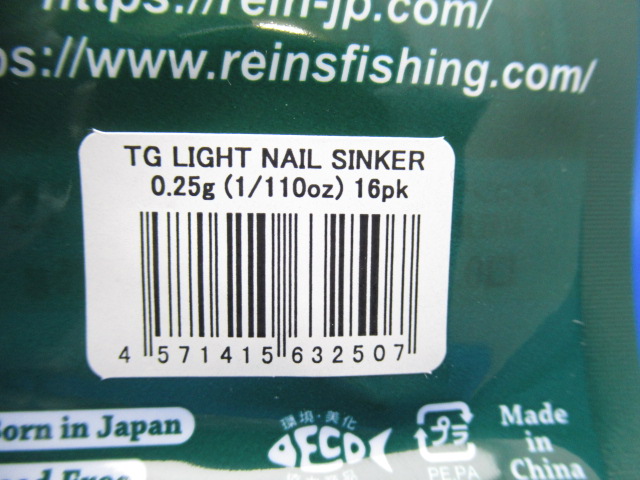 https://rein-jp.com/
https://www.reinsfishing.com/
TG LIGHT NAIL SINKER
0.25g (1/110oz) 16pk
4 571415 632507
Born in Japan
環境・美化
ECO
プラ
PE.PA
Made
in
China